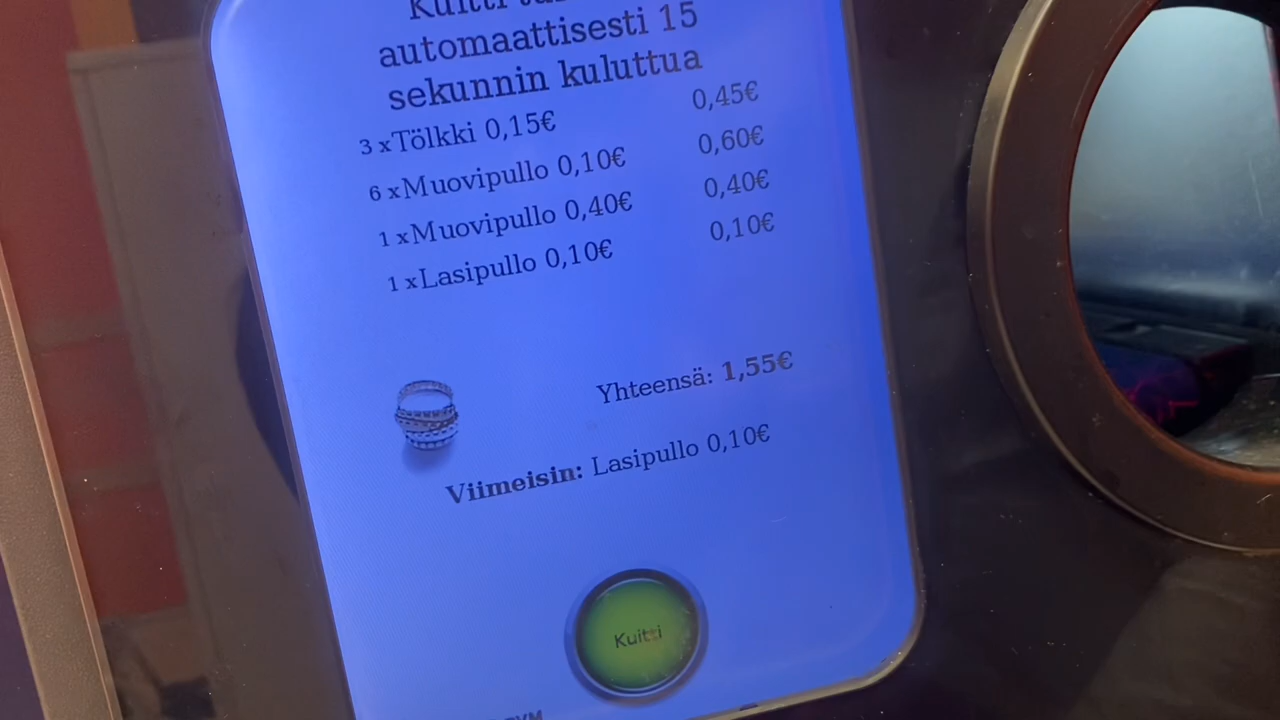 Kuitti
automaattisesti 15
sekunnin kuluttua
3 x Tölkki 0,15€ 0,45€
6 x Muovipullo 0,10€ 0,60€
1 x Muovipullo 0,40€ 0,40€
1 x Lasipullo 0,10€ 0,10€
Yhteensä: 1,55€
Viimeisin: Lasipullo 0,10€
Kuitti